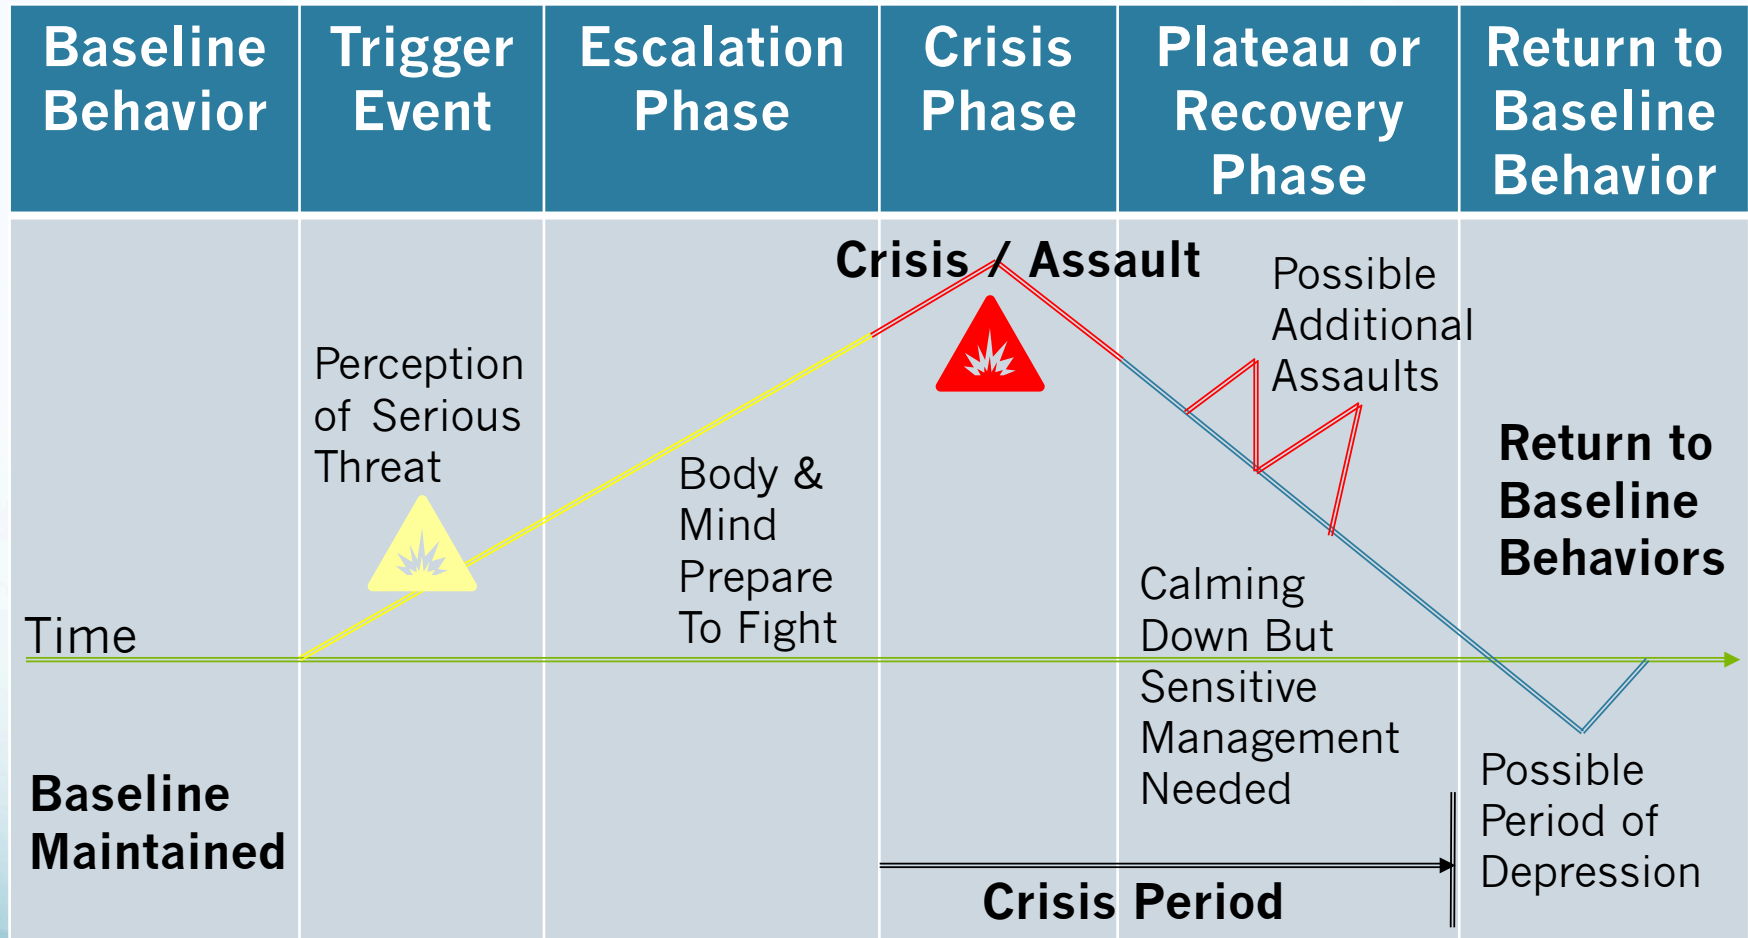 Baseline
Behavior
Trigger
Event
Escalation
Phase
Crisis
Phase
Plateau or
Recovery
Phase
Return to
Baseline
Behavior
Crisis / Assault
Possible
Additional
Assaults
Perception
of Serious
Threat
Body &
Mind
Prepare
To Fight
Return to
Baseline
Behaviors
Calming
Down But
Sensitive
Management
Needed
Time
Baseline
Maintained
Possible
Period of
Depression
Crisis Period